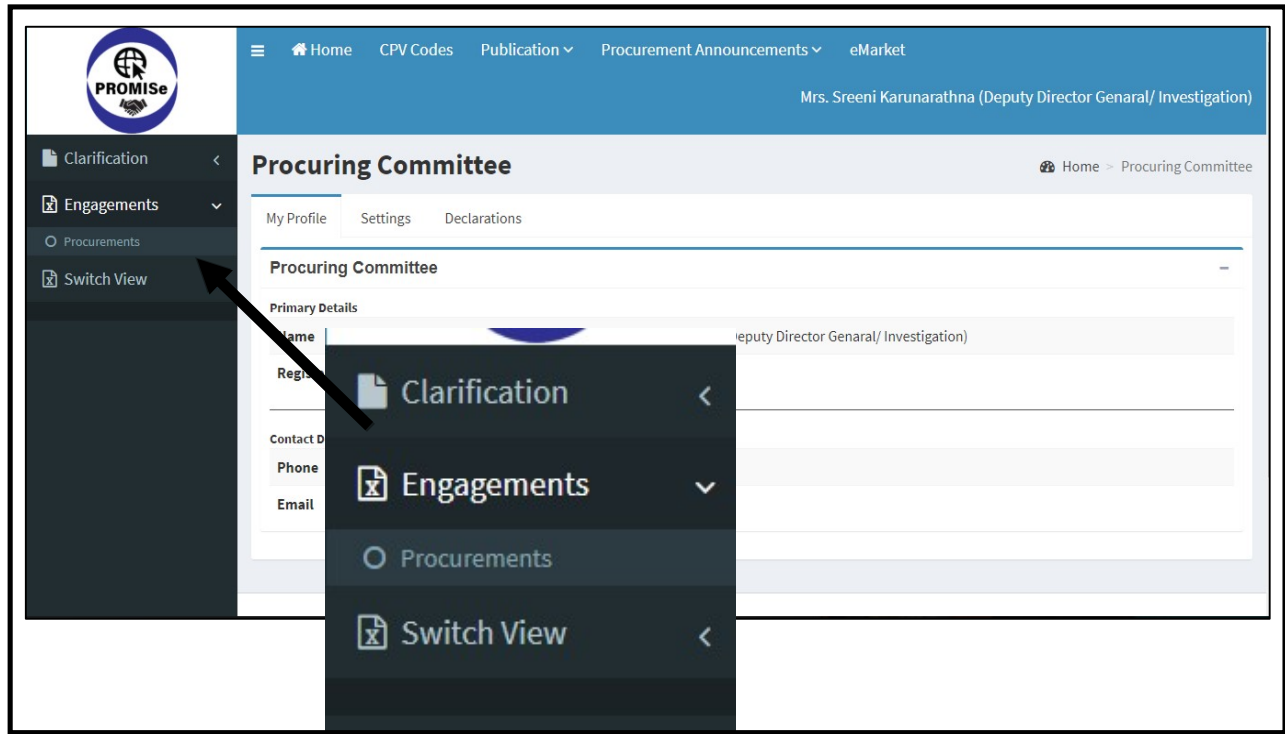 PROMISe
Home CPV Codes Publication Procurement Announcements eMarket
Mrs. Sreeni Karunarathna (Deputy Director Genaral/ Investigation)
Clarification
Engagements
Procurements
Switch View
Procuring Committee
Home > Procuring Committee
My Profile Settings Declarations
Procuring Committee
Primary Details
Name
Deputy Director Genaral/ Investigation)
Contact D
Phone
Email
Clarification
Engagements
Procurements
Switch View